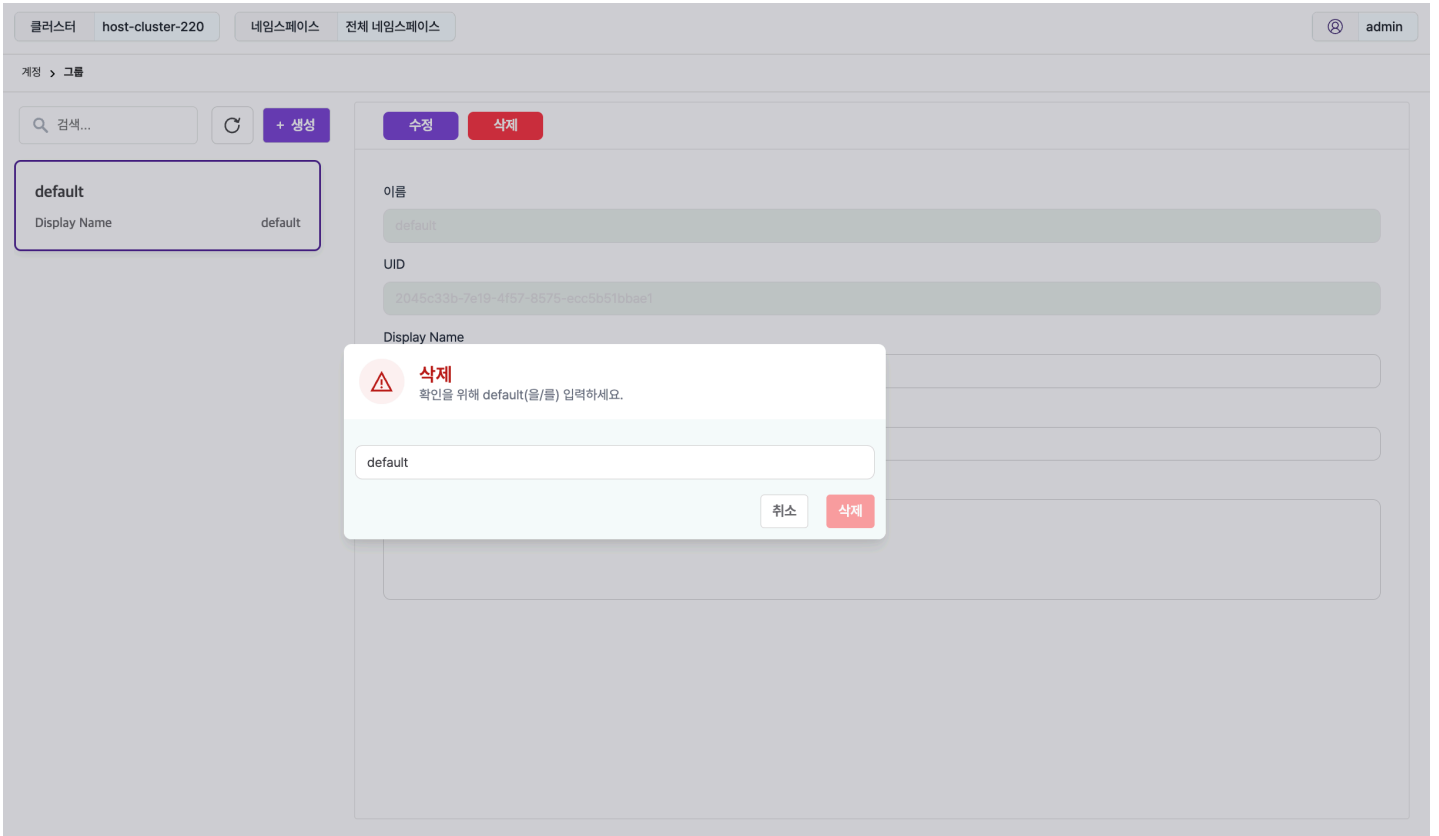 클러스터 host-cluster-220 네임스페이스 전체 네임스페이스 admin
계정 > 그룹
검색... + 생성 수정 삭제
default
Display Name default
이름
default
UID
2045c33b-7e19-4f57-8575-ecc5b51bbae1
Display Name
삭제
확인을 위해 default(을/를) 입력하세요.
default
취소 삭제